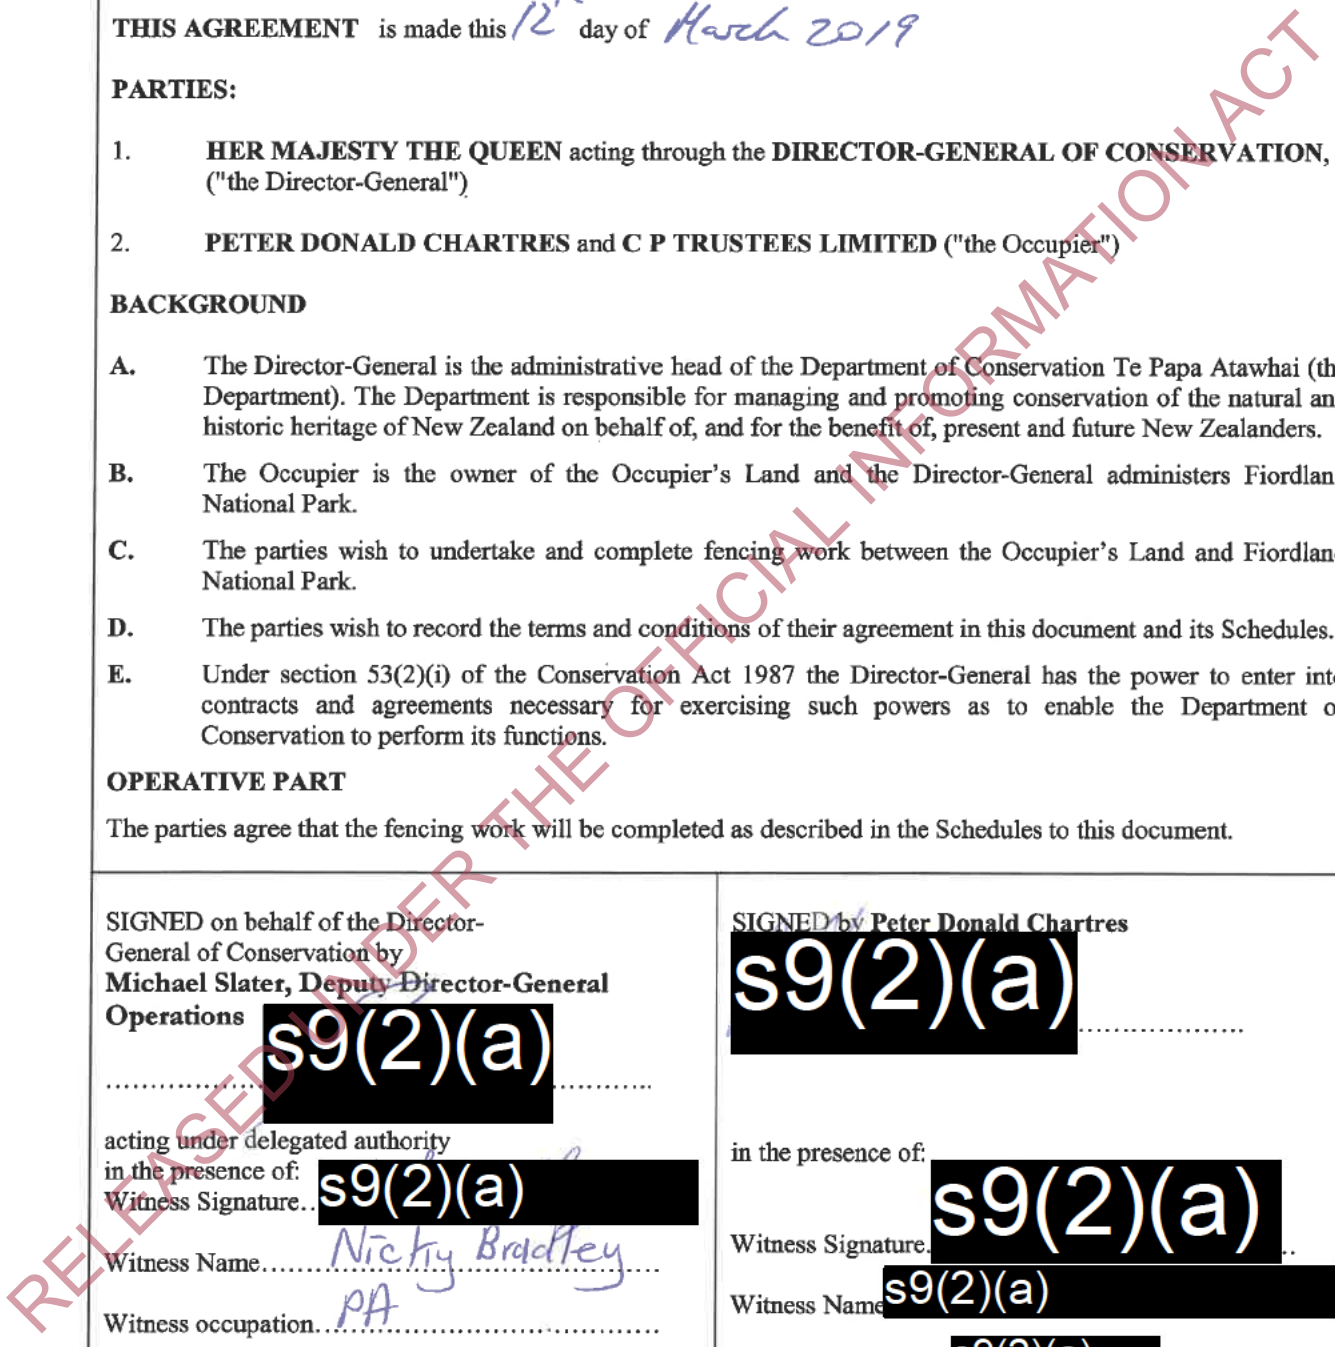 THIS AGREEMENT is made this 12th day of March 2019
PARTIES:
1. HER MAJESTY THE QUEEN acting through the DIRECTOR-GENERAL OF CONSERVATION,
("the Director-General")
2. PETER DONALD CHARTRES and C P TRUSTEES LIMITED ("the Occupier")
BACKGROUND
A. The Director-General is the administrative head of the Department of Conservation Te Papa Atawhai (th
Department). The Department is responsible for managing and promoting conservation of the natural an
historic heritage of New Zealand on behalf of, and for the benefit of, present and future New Zealanders.
B. The Occupier is the owner of the Occupier's Land and the Director-General administers Fiordlan
National Park.
C. The parties wish to undertake and complete fencing work between the Occupier's Land and Fiordlan
National Park.
D. The parties wish to record the terms and conditions of their agreement in this document and its Schedules.
E. Under section 53(2)(i) of the Conservation Act 1987 the Director-General has the power to enter int
contracts and agreements necessary for exercising such powers as to enable the Department o
Conservation to perform its functions.
OPERATIVE PART
The parties agree that the fencing work will be completed as described in the Schedules to this document.
SIGNED on behalf of the Director-
General of Conservation by
Michael Slater, Deputy Director-General
Operations s9(2)(a)
acting under delegated authority
in the presence of:
Witness Signature.. s9(2)(a)
Witness Name....... Nicky Bradley
Witness occupation.. PA
SIGNED by Peter Donald Chartres
s9(2)(a)
in the presence of:
Witness Signature. s9(2)(a)
Witness Name s9(2)(a)
RELEASED UNDER THE OFFICIAL INFORMATION ACT